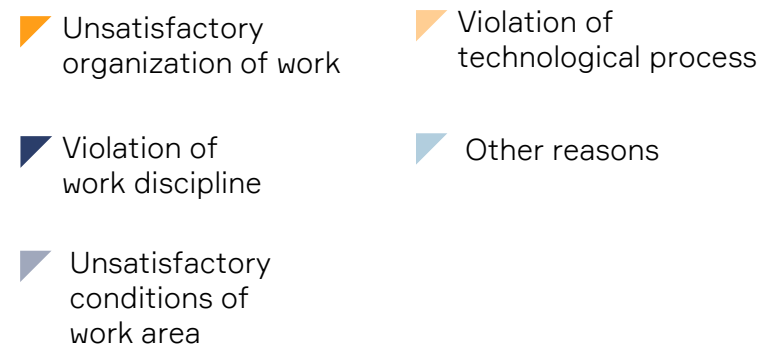 Unsatisfactory
organization of work
Violation of
work discipline
Unsatisfactory
conditions of
work area
Violation of
technological process
Other reasons